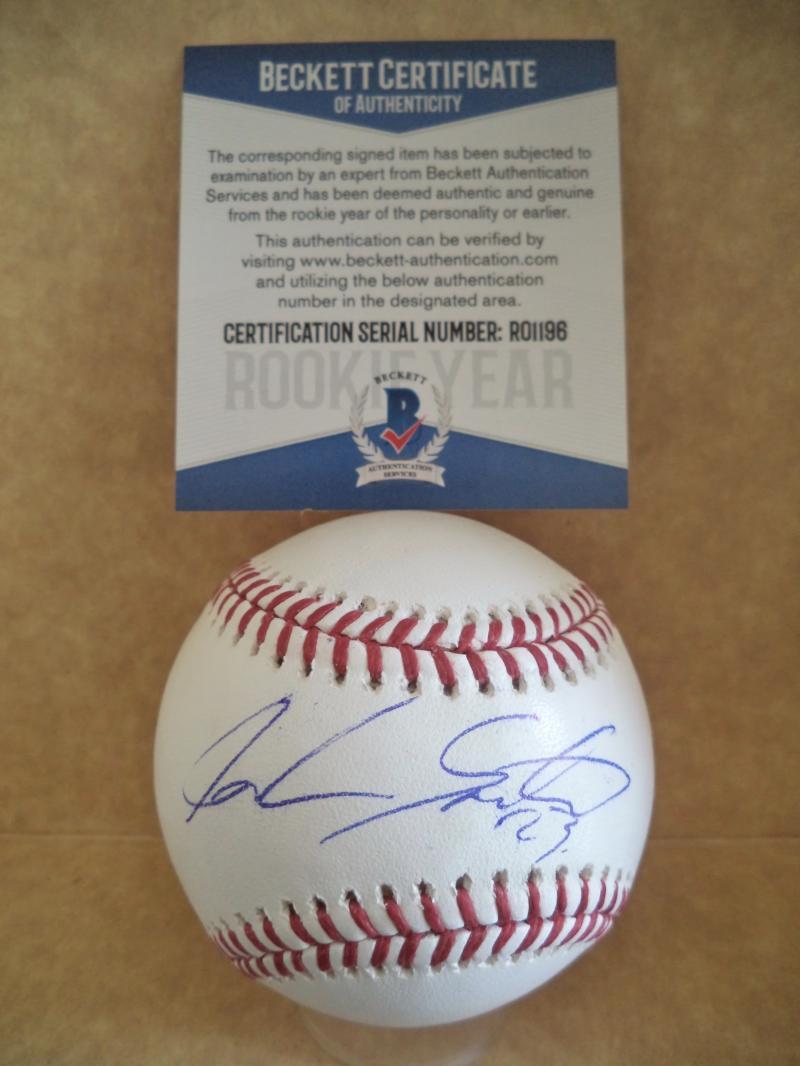 BECKETT CERTIFICATE
OF AUTHENTICITY
The corresponding signed item has been subjected to
examination by an expert from Beckett Authentication
Services and has been deemed authentic and genuine
from the rookie year of the personality or earlier.
This authentication can be verified by
visiting www.beckett-authentication.com
and utilizing the below authentication
number in the designated area.
CERTIFICATION SERIAL NUMBER: R01196
ROOKIE YEAR
BECKETT
B
AUTHENTICATION
SERVICES